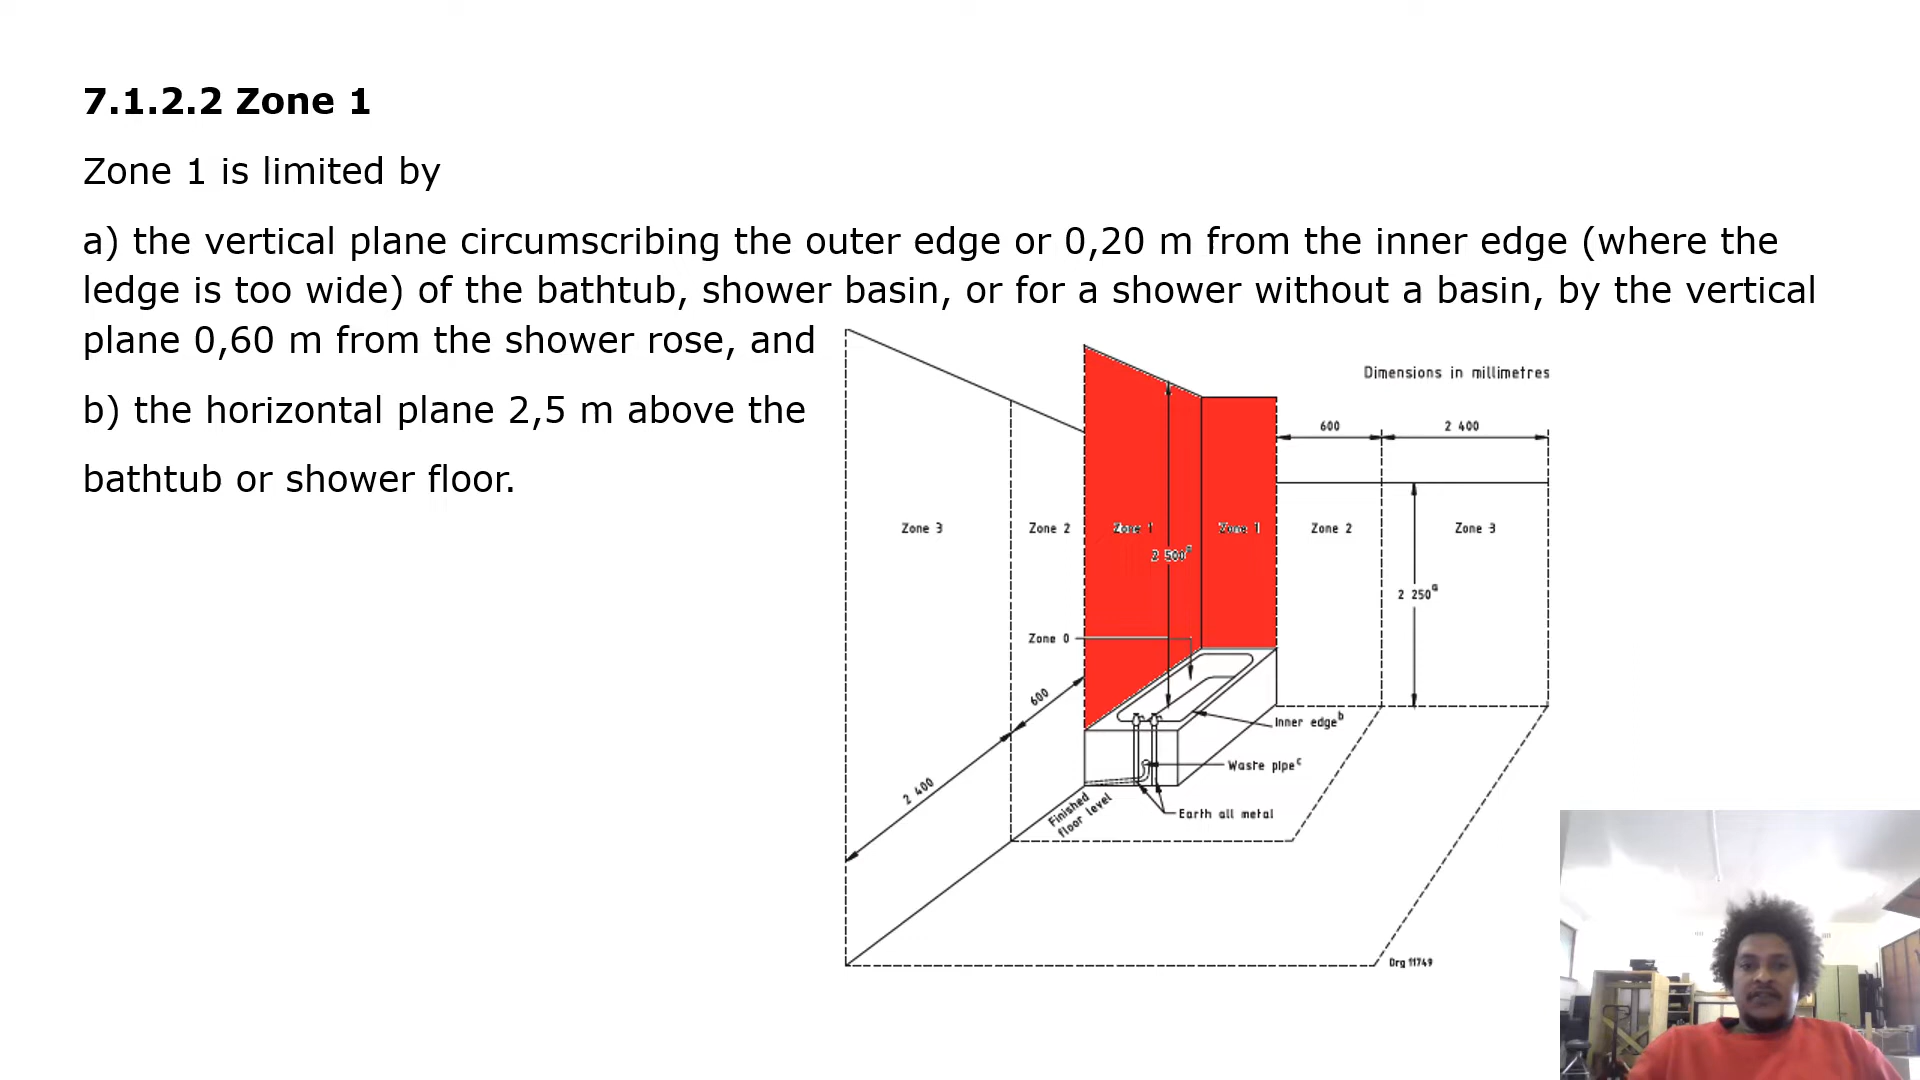 7.1.2.2 Zone 1
Zone 1 is limited by
a) the vertical plane circumscribing the outer edge or 0,20 m from the inner edge (where the
ledge is too wide) of the bathtub, shower basin, or for a shower without a basin, by the vertical
plane 0,60 m from the shower rose, and
b) the horizontal plane 2,5 m above the
bathtub or shower floor.
Dimensions in millimetres
600
2 400
Zone 3
Zone 2
Zone 1
Zone 1
Zone 2
Zone 3
2 500a
2 250a
Zone 0
600
Inner edgeb
Waste pipec
2 400
Finished
floor level
Earth all metal
Drg 11749